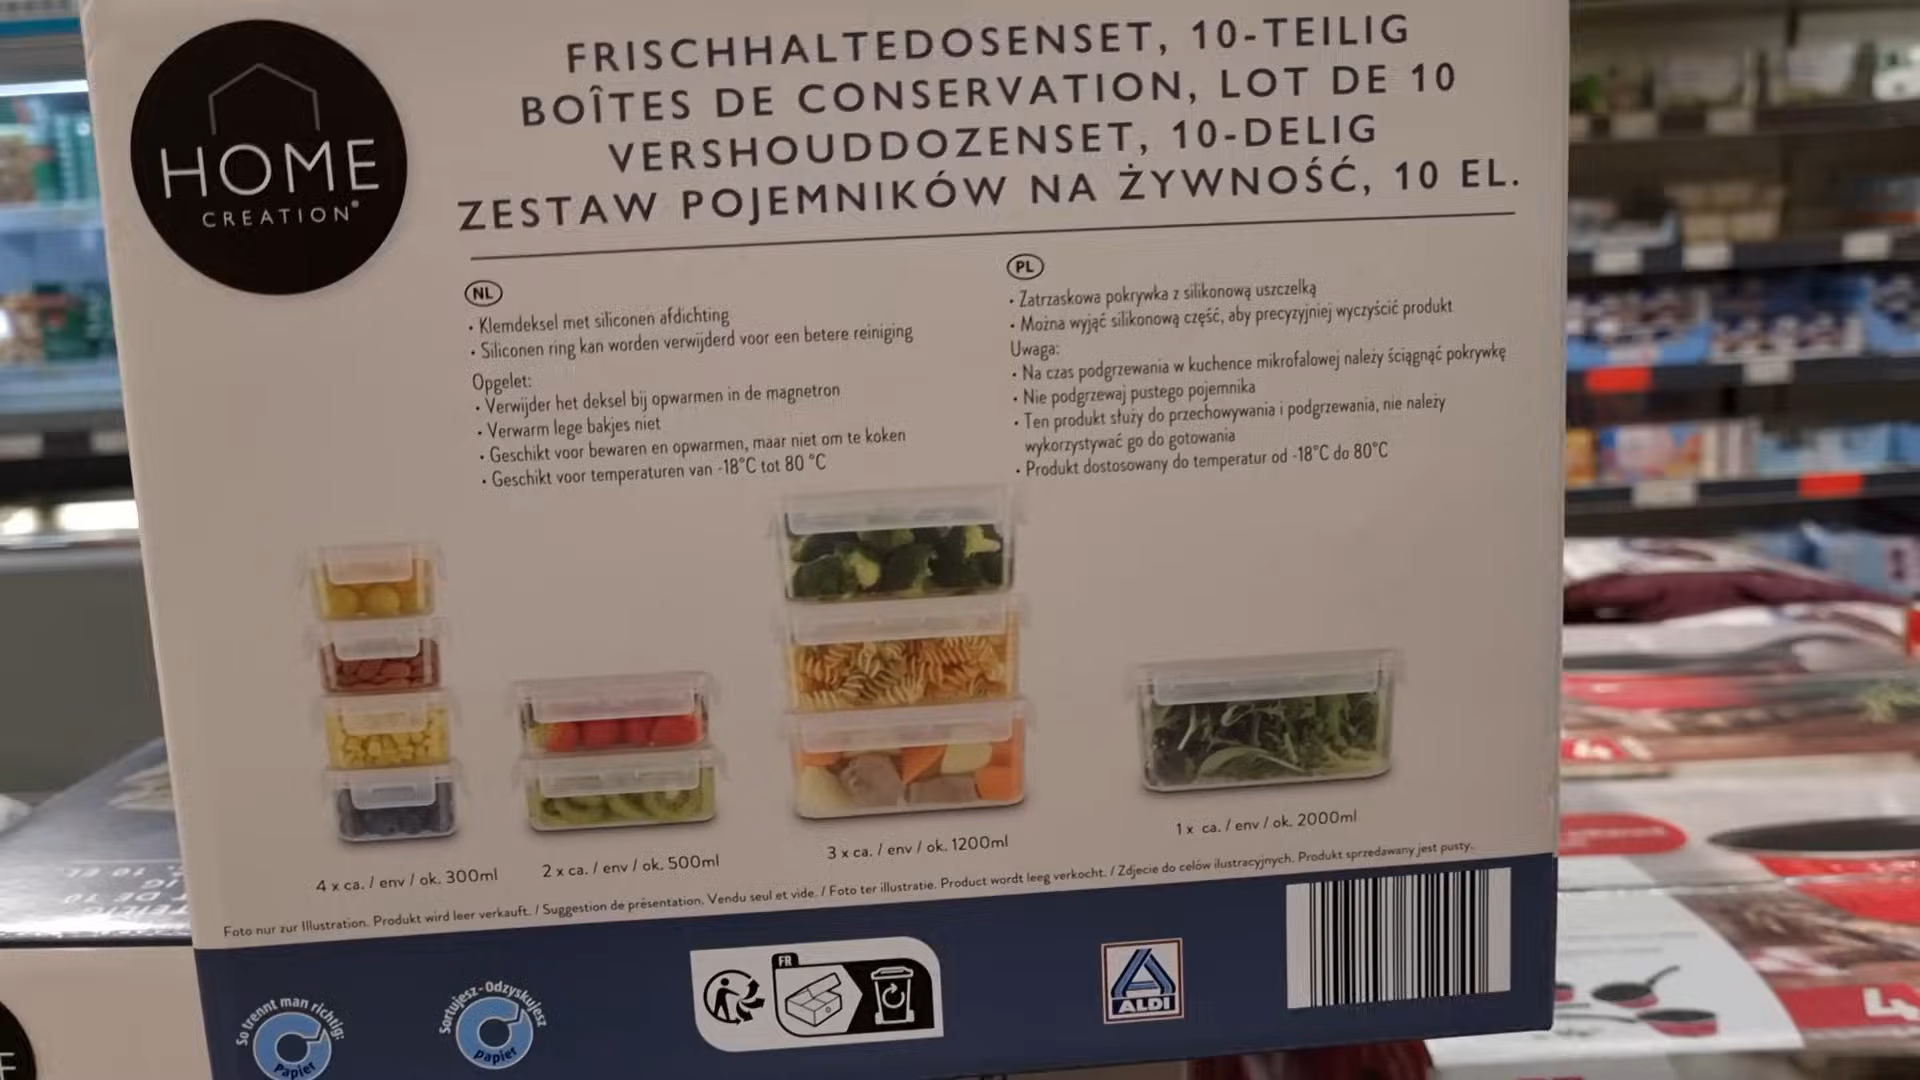 HOME
CREATION®
FRISCHHALTEDOSENSET, 10-TEILIG
BOÎTES DE CONSERVATION, LOT DE 10
VERSHOUDDOZENSET, 10-DELIG
ZESTAW POJEMNIKÓW NA ŻYWNOŚĆ, 10 EL.
NL
• Klemdeksel met siliconen afdichting
• Siliconen ring kan worden verwijderd voor een betere reiniging
Opgelet:
• Verwijder het deksel bij opwarmen in de magnetron
• Verwarm lege bakjes niet
• Geschikt voor bewaren en opwarmen, maar niet om te koken
• Geschikt voor temperaturen van -18°C tot 80 °C
PL
• Zatrzaskowa pokrywka z silikonową uszczelką
• Można wyjąć silikonową część, aby precyzyjniej wyczyścić produkt
Uwaga:
• Na czas podgrzewania w kuchence mikrofalowej należy ściągnąć pokrywkę
• Nie podgrzewaj pustego pojemnika
• Ten produkt służy do przechowywania i podgrzewania, nie należy
wykorzystywać go do gotowania
• Produkt dostosowany do temperatur od -18°C do 80°C
4 x ca. / env / ok. 300ml
2 x ca. / env / ok. 500ml
3 x ca. / env / ok. 1200ml
1 x ca. / env / ok. 2000ml
Foto nur zur Illustration. Produkt wird leer verkauft. / Suggestion de présentation. Vendu seul et vide. / Foto ter illustratie. Product wordt leeg verkocht. / Zdjecie do celów ilustracyjnych. Produkt sprzedawany jest pusty.
So trennt man richtig:
Papier
Sortujesz-Odzyskujesz
papier
FR
ALDI